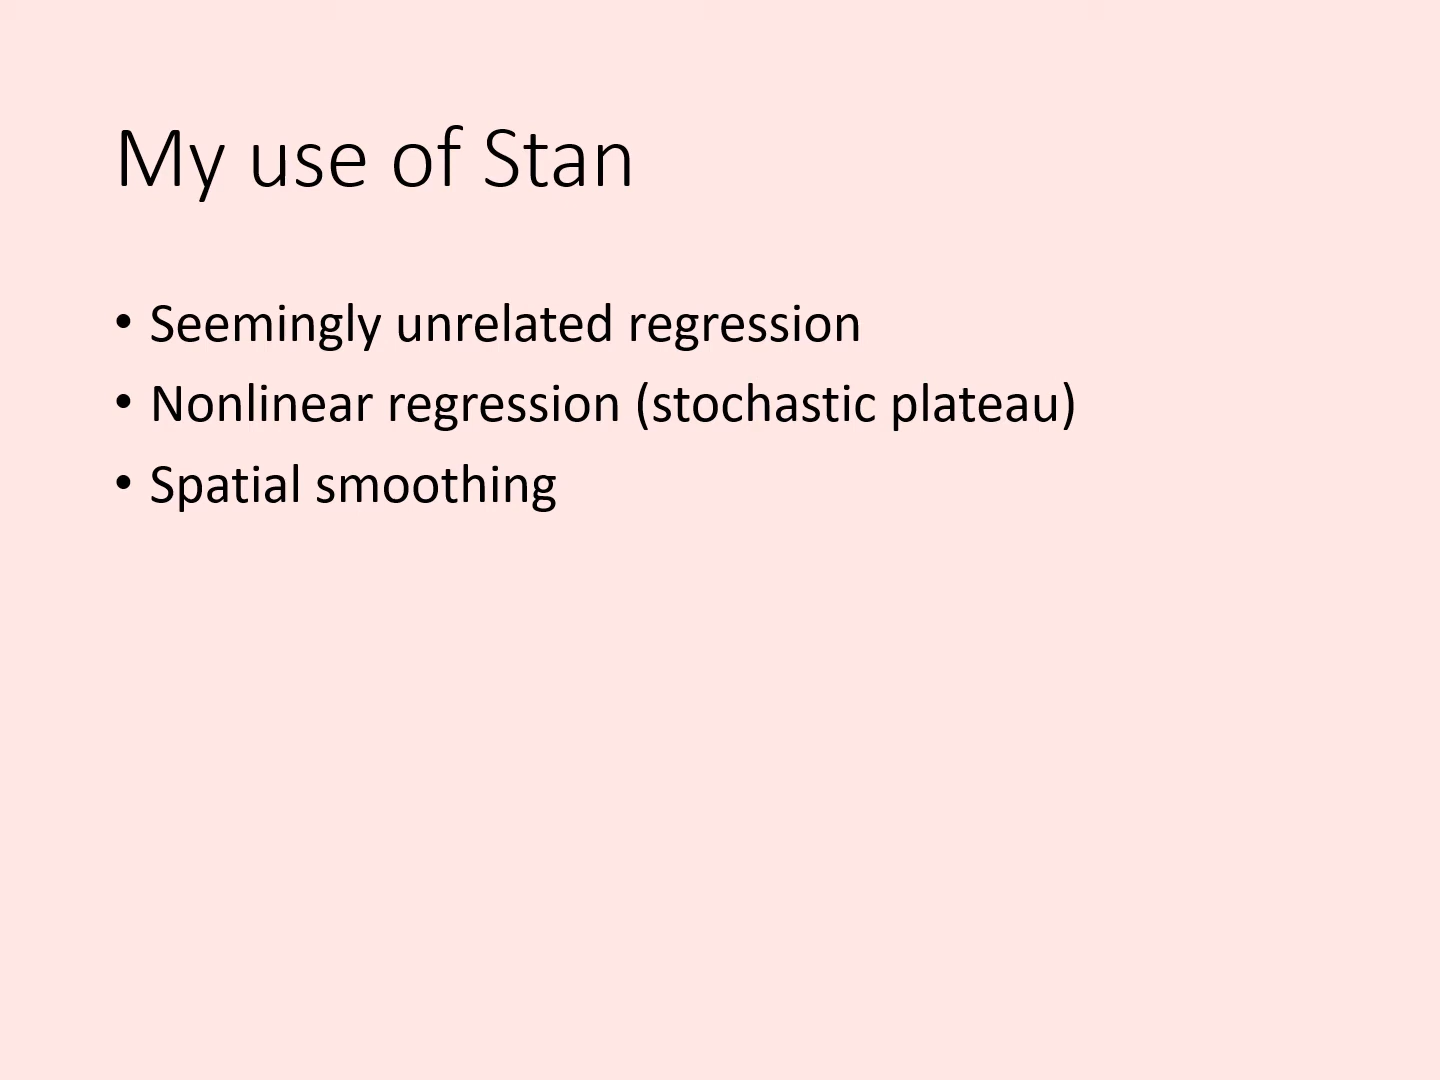 My use of Stan
• Seemingly unrelated regression
• Nonlinear regression (stochastic plateau)
• Spatial smoothing